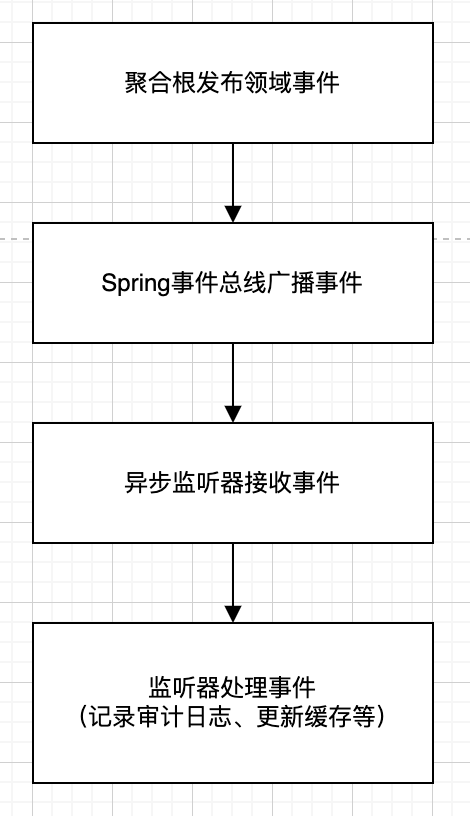 聚合根发布领域事件
Spring事件总线广播事件
异步监听器接收事件
监听器处理事件
（记录审计日志、更新缓存等）